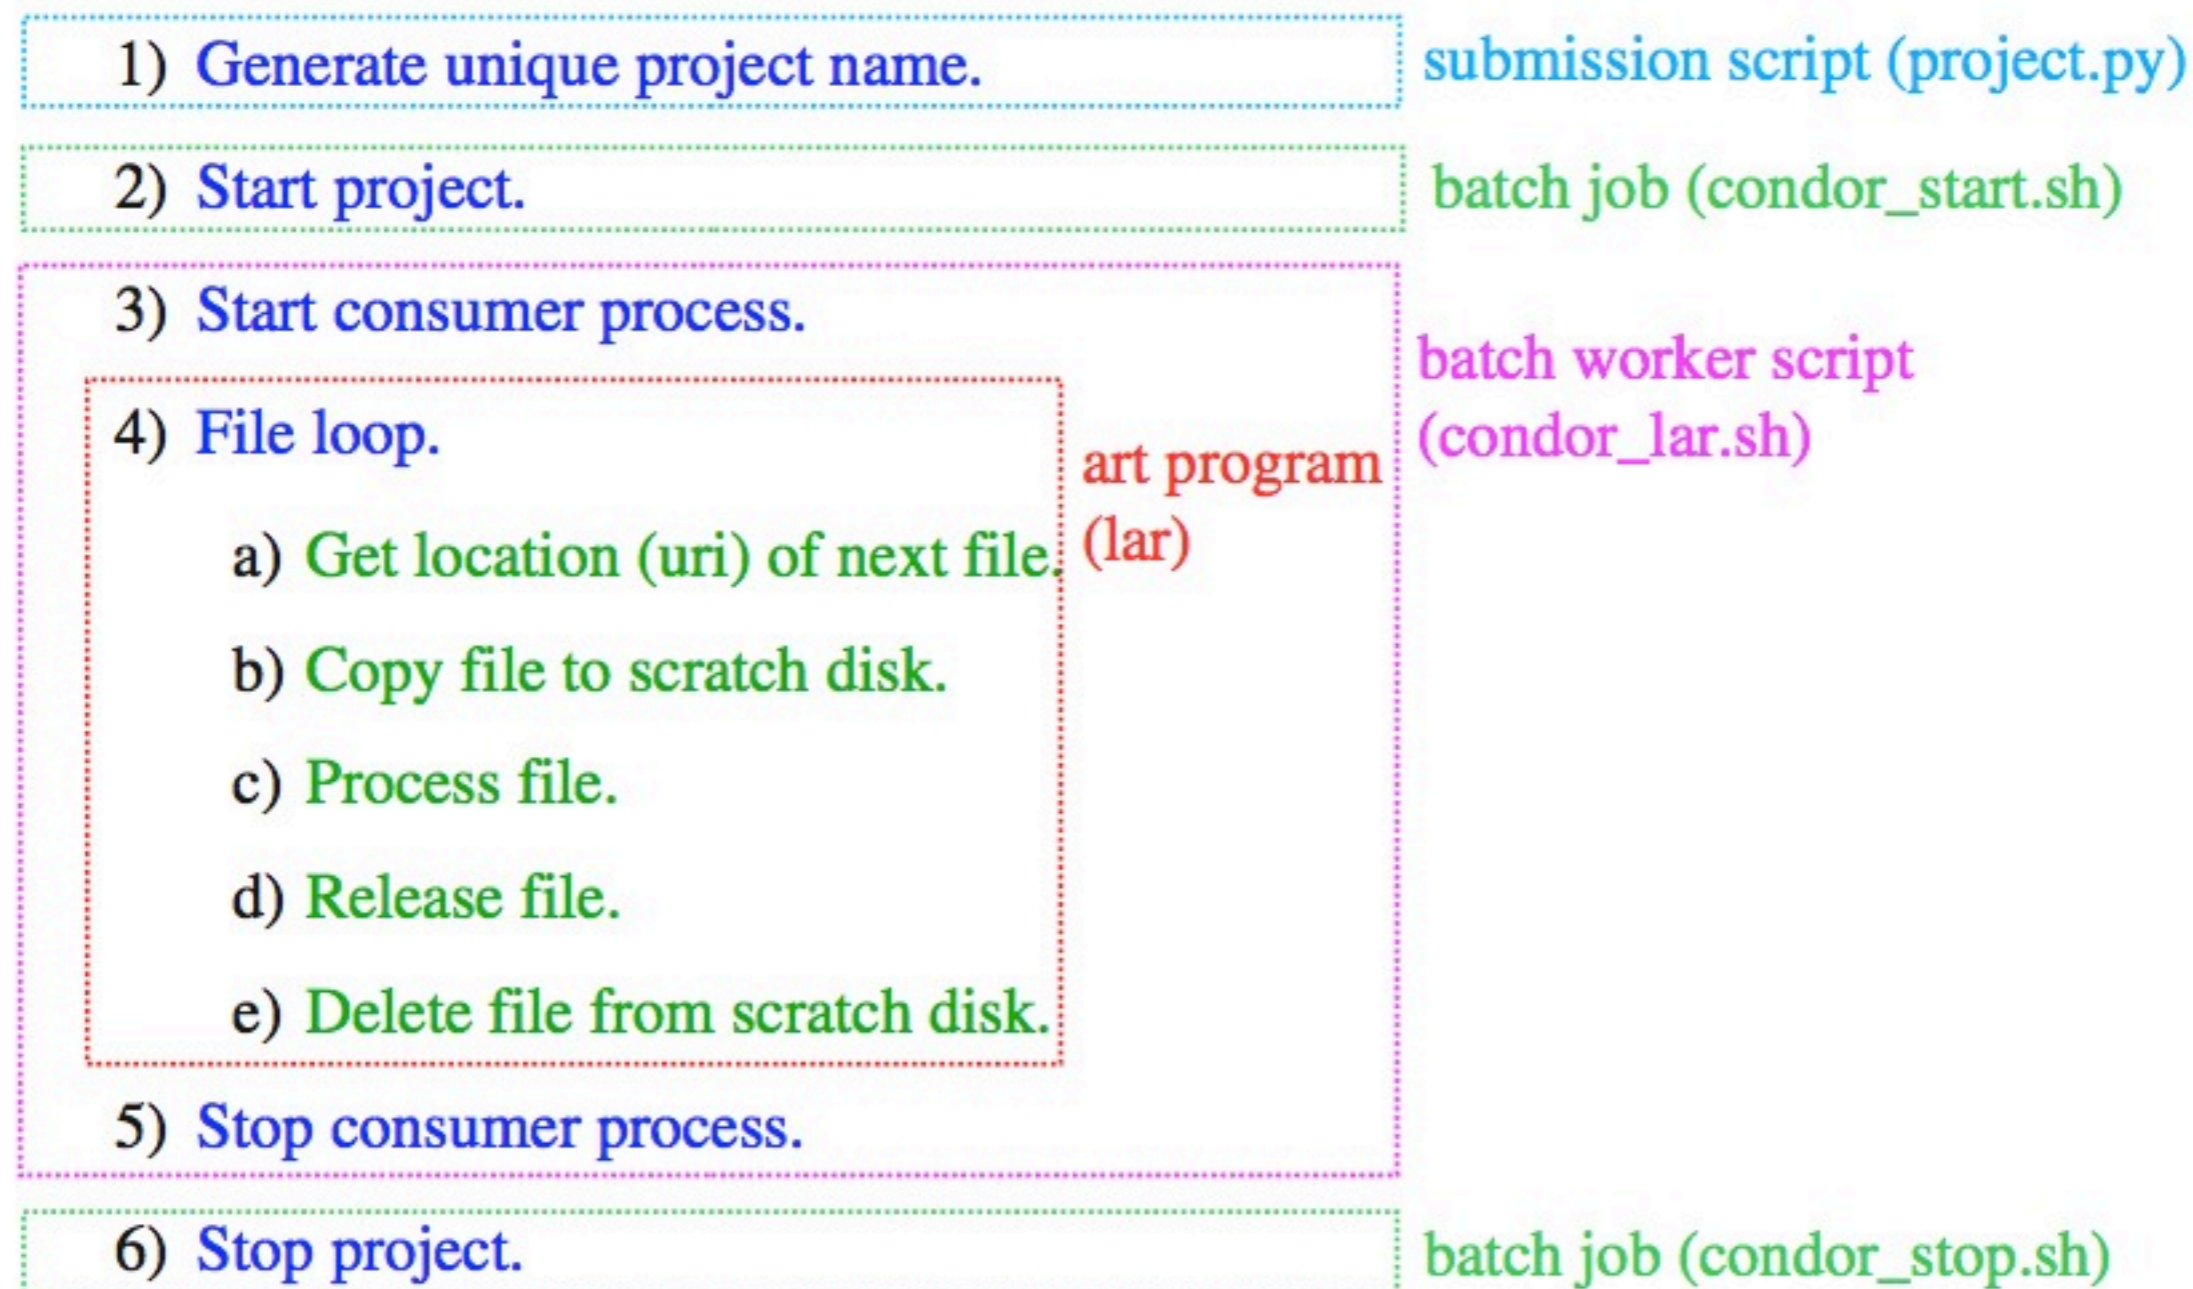 1) Generate unique project name.
submission script (project.py)
2) Start project.
batch job (condor_start.sh)
3) Start consumer process.
batch worker script
(condor_lar.sh)
4) File loop.
art program
(lar)
a) Get location (uri) of next file.
b) Copy file to scratch disk.
c) Process file.
d) Release file.
e) Delete file from scratch disk.
5) Stop consumer process.
6) Stop project.
batch job (condor_stop.sh)